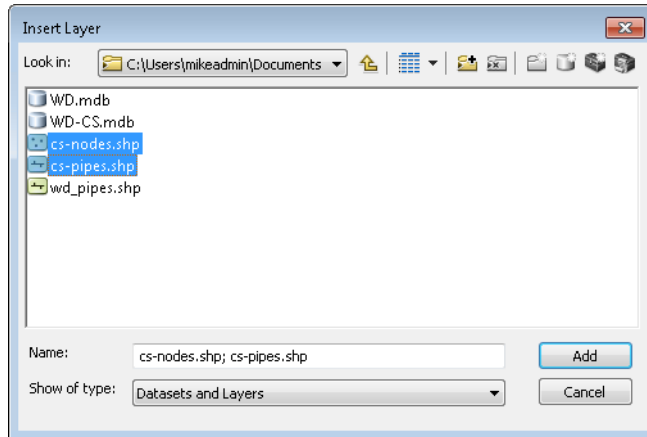 Insert Layer
Look in: C:\Users\mikeadmin\Documents
WD.mdb
WD-CS.mdb
cs-nodes.shp
cs-pipes.shp
wd_pipes.shp
Name: cs-nodes.shp; cs-pipes.shp Add
Show of type: Datasets and Layers Cancel